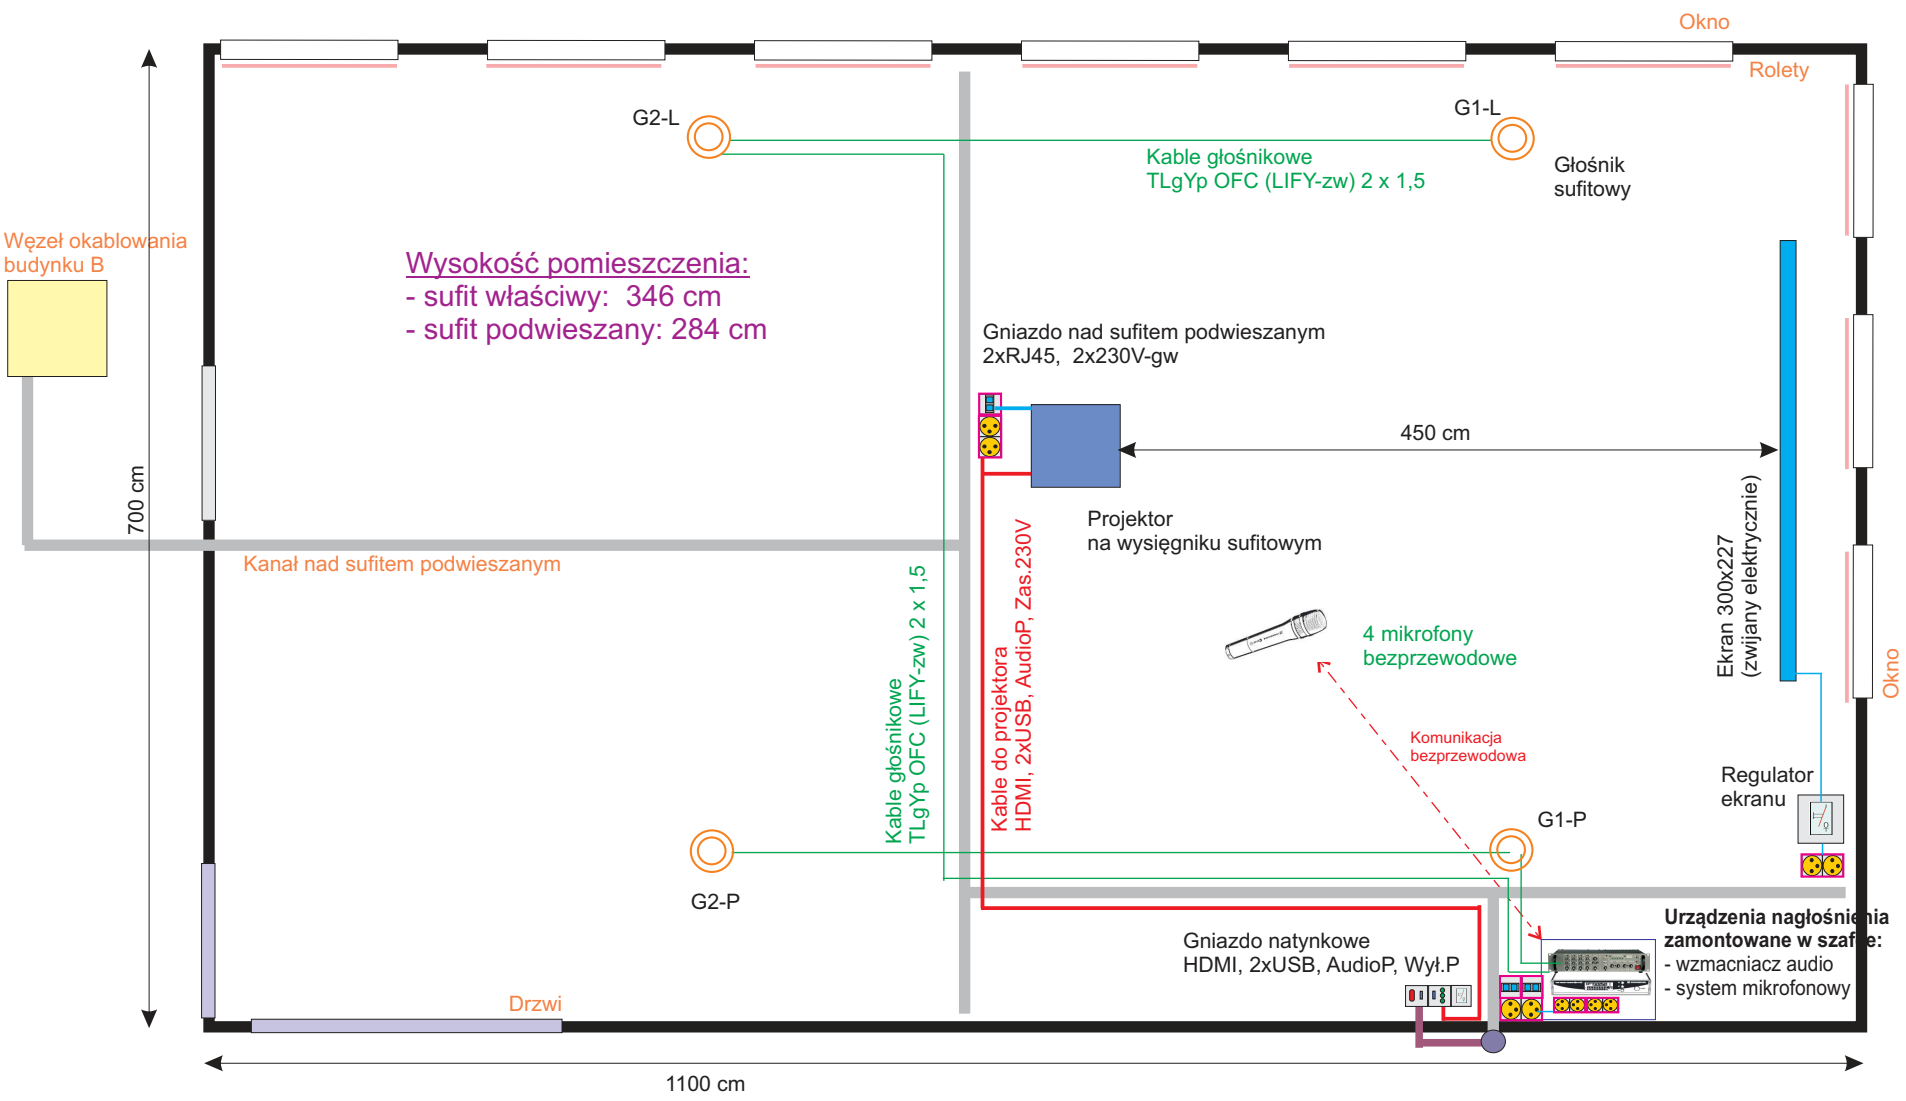 Okno
Rolety
G2-L
G1-L
Kable głośnikowe
TLgYp OFC (LIFY-zw) 2 x 1,5
Głośnik
sufitowy
Węzeł okablowania
budynku B
Wysokość pomieszczenia:
- sufit właściwy: 346 cm
- sufit podwieszany: 284 cm
Gniazdo nad sufitem podwieszanym
2xRJ45, 2x230V-gw
450 cm
700 cm
Projektor
na wysięgniku sufitowym
Kanał nad sufitem podwieszanym
Ekran 300x227
(zwijany elektrycznie)
Kable głośnikowe
TLgYp OFC (LIFY-zw) 2 x 1,5
Kable do projektora
HDMI, 2xUSB, AudioP, Zas.230V
4 mikrofony
bezprzewodowe
Okno
Komunikacja
bezprzewodowa
Regulator
ekranu
G1-P
G2-P
Gniazdo natynkowe
HDMI, 2xUSB, AudioP, Wył.P
Urządzenia nagłośnienia
zamontowane w szafce:
- wzmacniacz audio
- system mikrofonowy
Drzwi
1100 cm